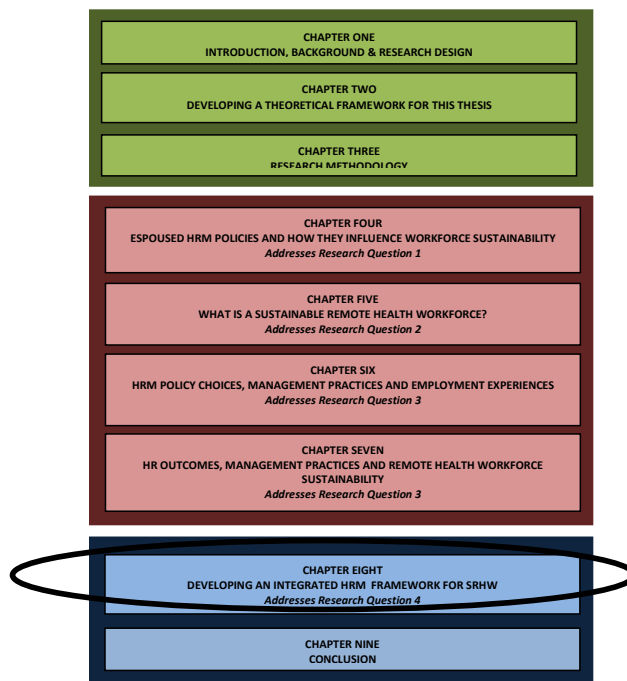 CHAPTER ONE
INTRODUCTION, BACKGROUND & RESEARCH DESIGN
CHAPTER TWO
DEVELOPING A THEORETICAL FRAMEWORK FOR THIS THESIS
CHAPTER THREE
RESEARCH METHODOLOGY
CHAPTER FOUR
ESPOUSED HRM POLICIES AND HOW THEY INFLUENCE WORKFORCE SUSTAINABILITY
Addresses Research Question 1
CHAPTER FIVE
WHAT IS A SUSTAINABLE REMOTE HEALTH WORKFORCE?
Addresses Research Question 2
CHAPTER SIX
HRM POLICY CHOICES, MANAGEMENT PRACTICES AND EMPLOYMENT EXPERIENCES
Addresses Research Question 3
CHAPTER SEVEN
HR OUTCOMES, MANAGEMENT PRACTICES AND REMOTE HEALTH WORKFORCE
SUSTAINABILITY
Addresses Research Question 3
CHAPTER EIGHT
DEVELOPING AN INTEGRATED HRM FRAMEWORK FOR SRHW
Addresses Research Question 4
CHAPTER NINE
CONCLUSION